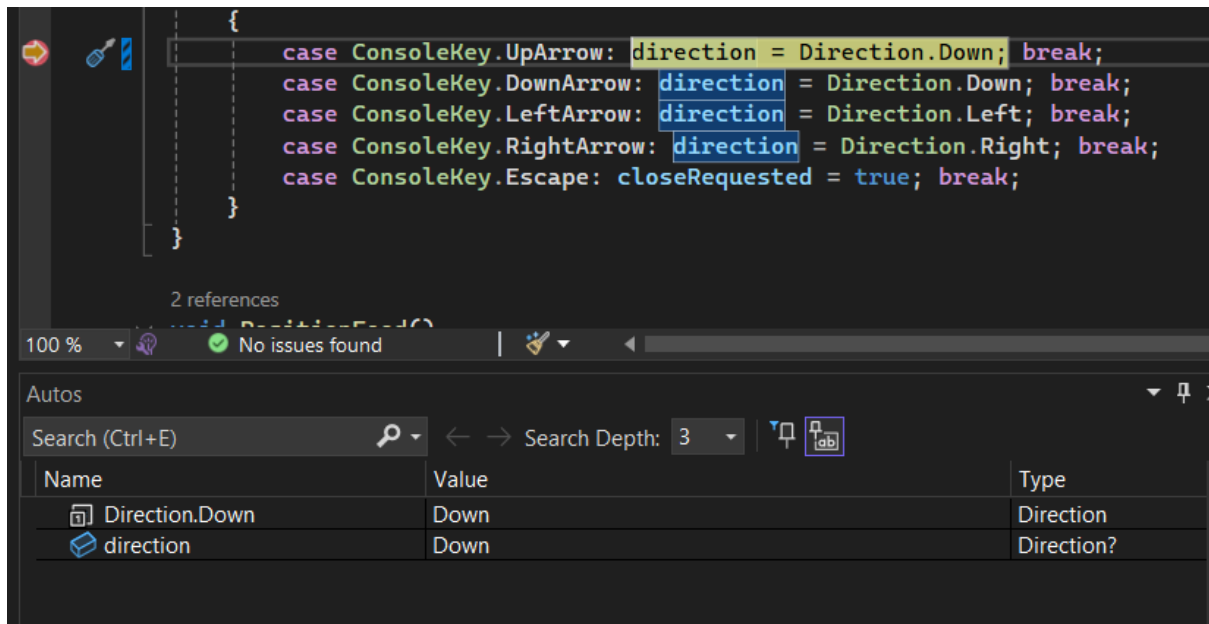 {
case ConsoleKey.UpArrow: direction = Direction.Down; break;
case ConsoleKey.DownArrow: direction = Direction.Down; break;
case ConsoleKey.LeftArrow: direction = Direction.Left; break;
case ConsoleKey.RightArrow: direction = Direction.Right; break;
case ConsoleKey.Escape: closeRequested = true; break;
}
}
2 references
void PositionFood()
100 % No issues found
Autos
Search (Ctrl+E) Search Depth: 3
Name Value Type
Direction.Down Down Direction
direction Down Direction?